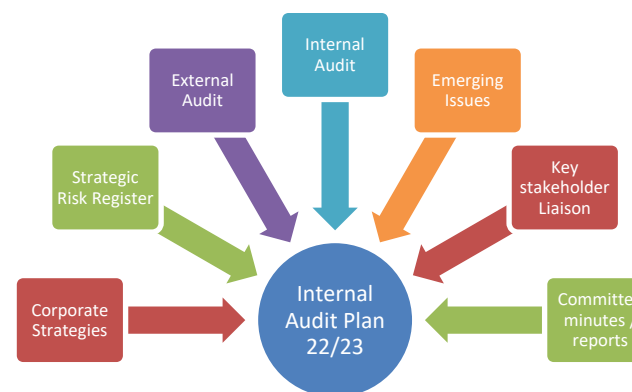 Internal
Audit
External
Audit
Emerging
Issues
Strategic
Risk Register
Key
stakeholder
Liaison
Corporate
Strategies
Internal
Audit Plan
22/23
Committee
minutes /
reports